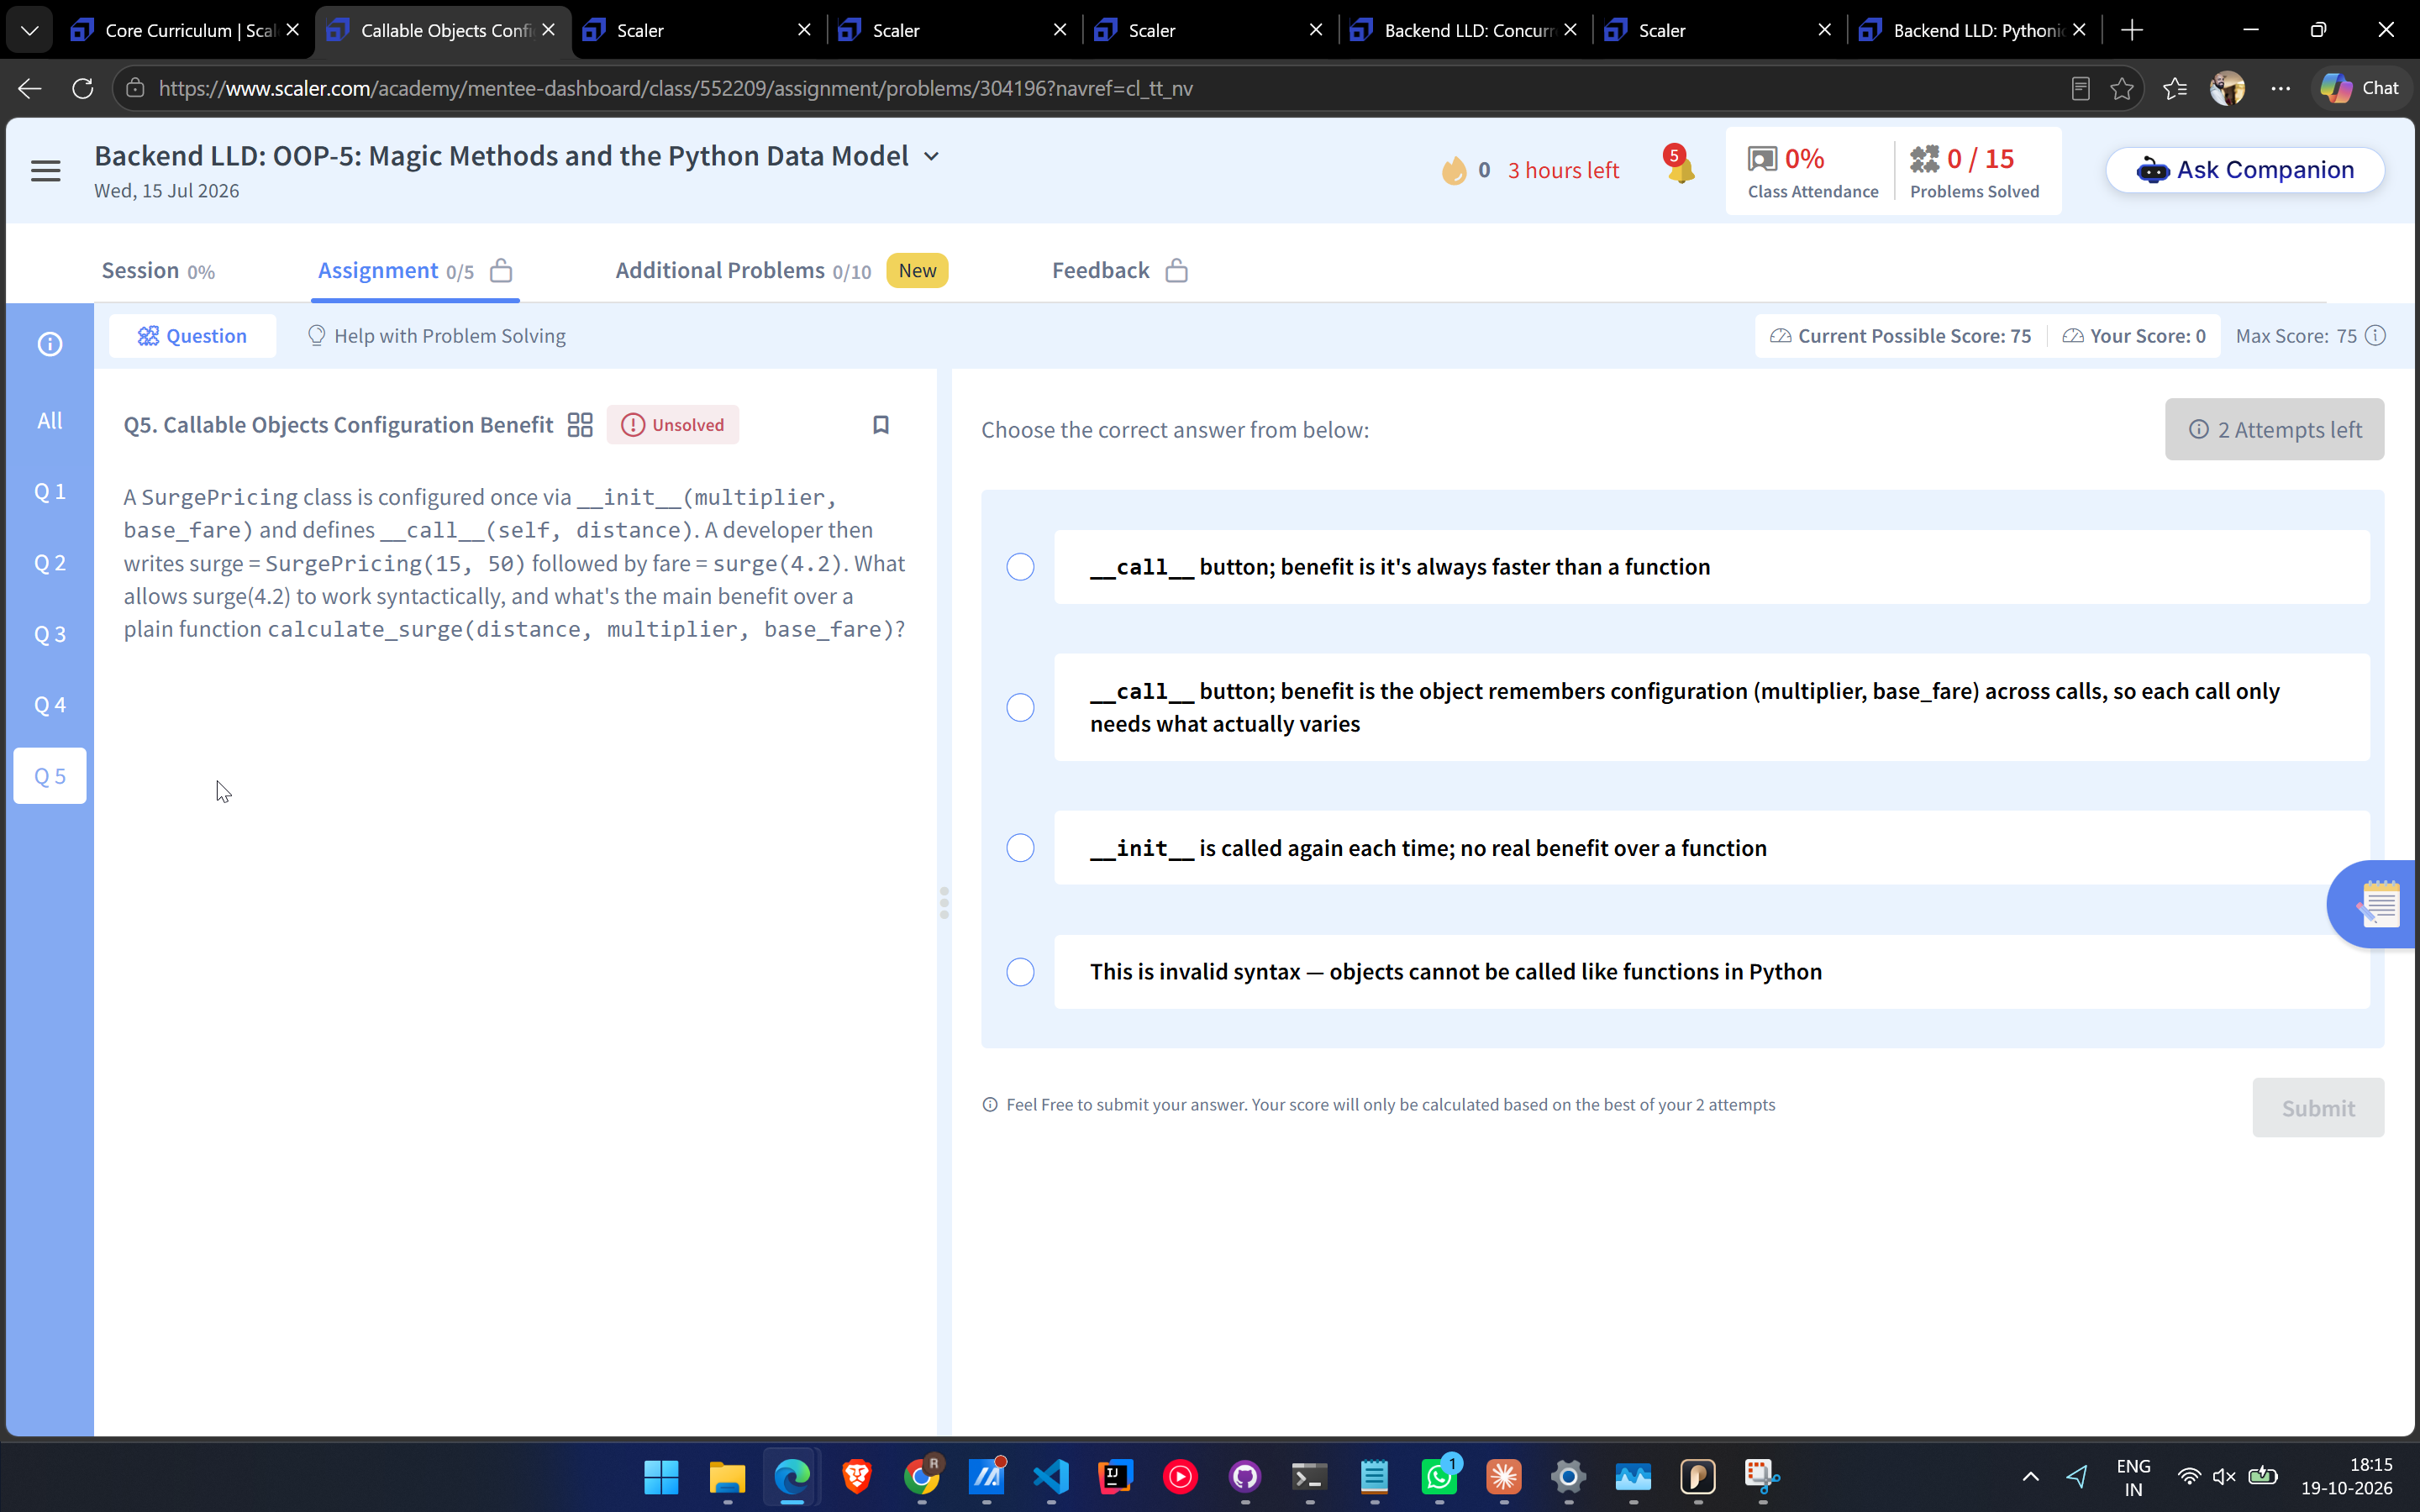 Core Curriculum | Scal
Callable Objects Confi
Scaler
Scaler
Scaler
Backend LLD: Concurr
Scaler
Backend LLD: Pythoni
https://www.scaler.com/academy/mentee-dashboard/class/552209/assignment/problems/304196?navref=cl_tt_nv
Chat
Backend LLD: OOP-5: Magic Methods and the Python Data Model
Wed, 15 Jul 2026
0 3 hours left
5
0%
Class Attendance
0 / 15
Problems Solved
Ask Companion
Session 0%
Assignment 0/5
Additional Problems 0/10 New
Feedback
Question
Help with Problem Solving
Current Possible Score: 75
Your Score: 0
Max Score: 75
All
Q 1
Q 2
Q 3
Q 4
Q 5
Q5. Callable Objects Configuration Benefit
Unsolved
A SurgePricing class is configured once via __init__(multiplier,
base_fare) and defines __call__(self, distance). A developer then
writes surge = SurgePricing(15, 50) followed by fare = surge(4.2). What
allows surge(4.2) to work syntactically, and what's the main benefit over a
plain function calculate_surge(distance, multiplier, base_fare)?
Choose the correct answer from below:
2 Attempts left
__call__ button; benefit is it's always faster than a function
__call__ button; benefit is the object remembers configuration (multiplier, base_fare) across calls, so each call only
needs what actually varies
__init__ is called again each time; no real benefit over a function
This is invalid syntax — objects cannot be called like functions in Python
Feel Free to submit your answer. Your score will only be calculated based on the best of your 2 attempts
Submit
R
IJ
1
ENG
IN
18:15
19-10-2026